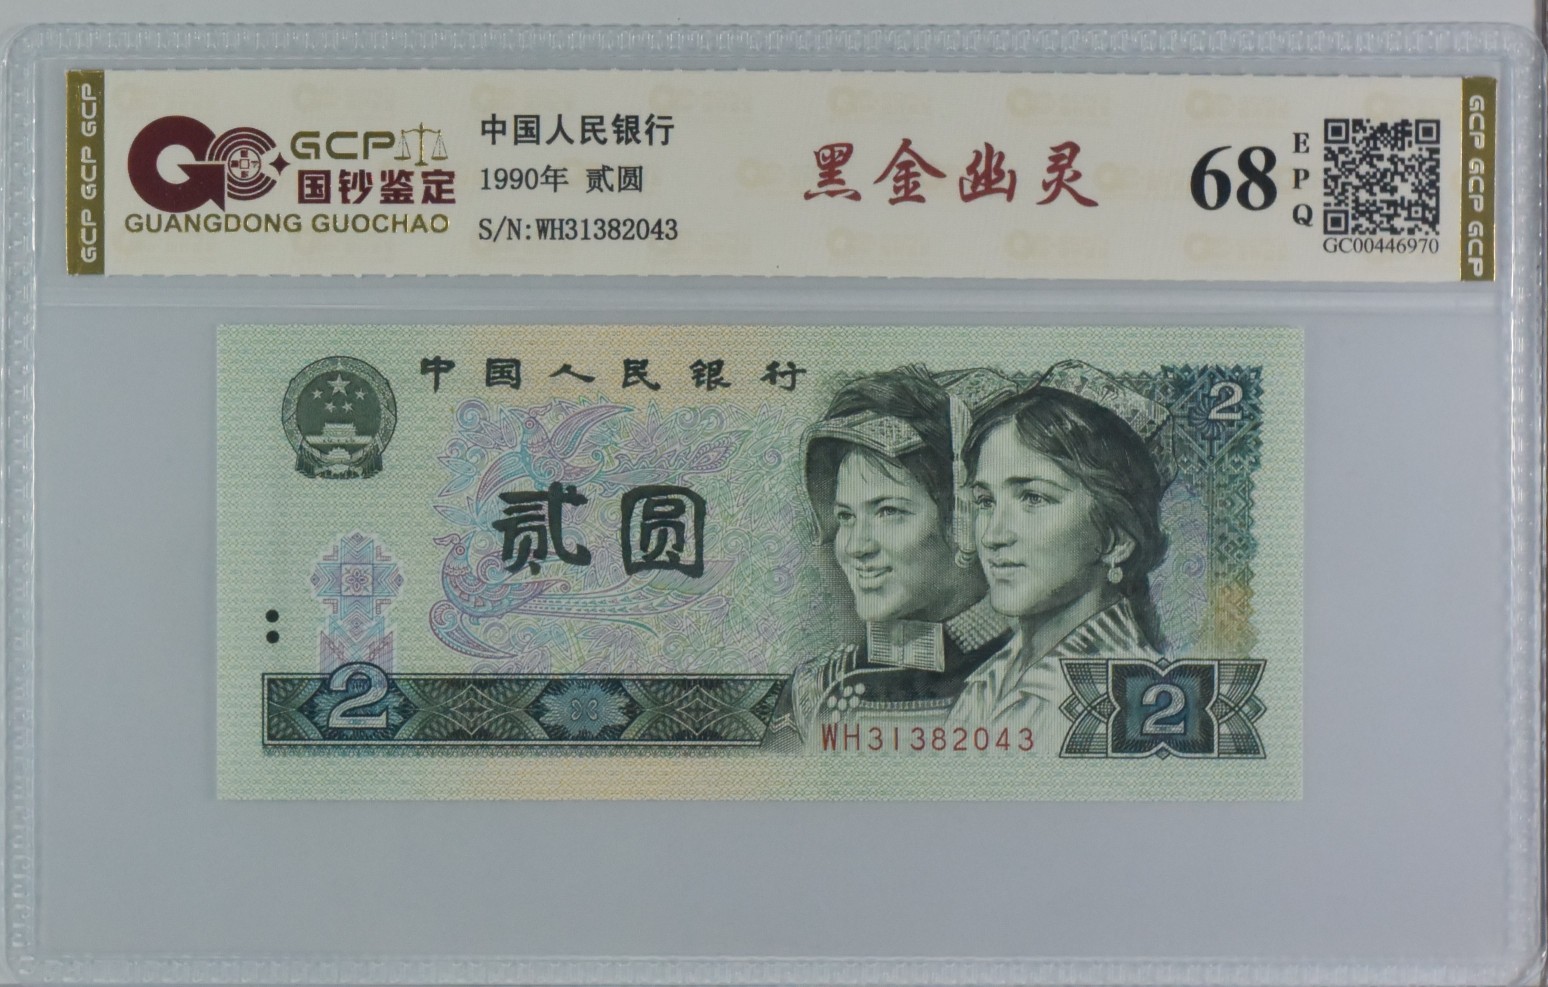 GCP GCP GCP
GCP
国钞鉴定
GUANGDONG GUOCHAO
中国人民银行
1990年 贰圆
S/N:WH31382043
黑金幽灵
68
EPQ
GC00446970
GCP GCP GCP
中国人民银行
2
贰圆
2
WH31382043
2